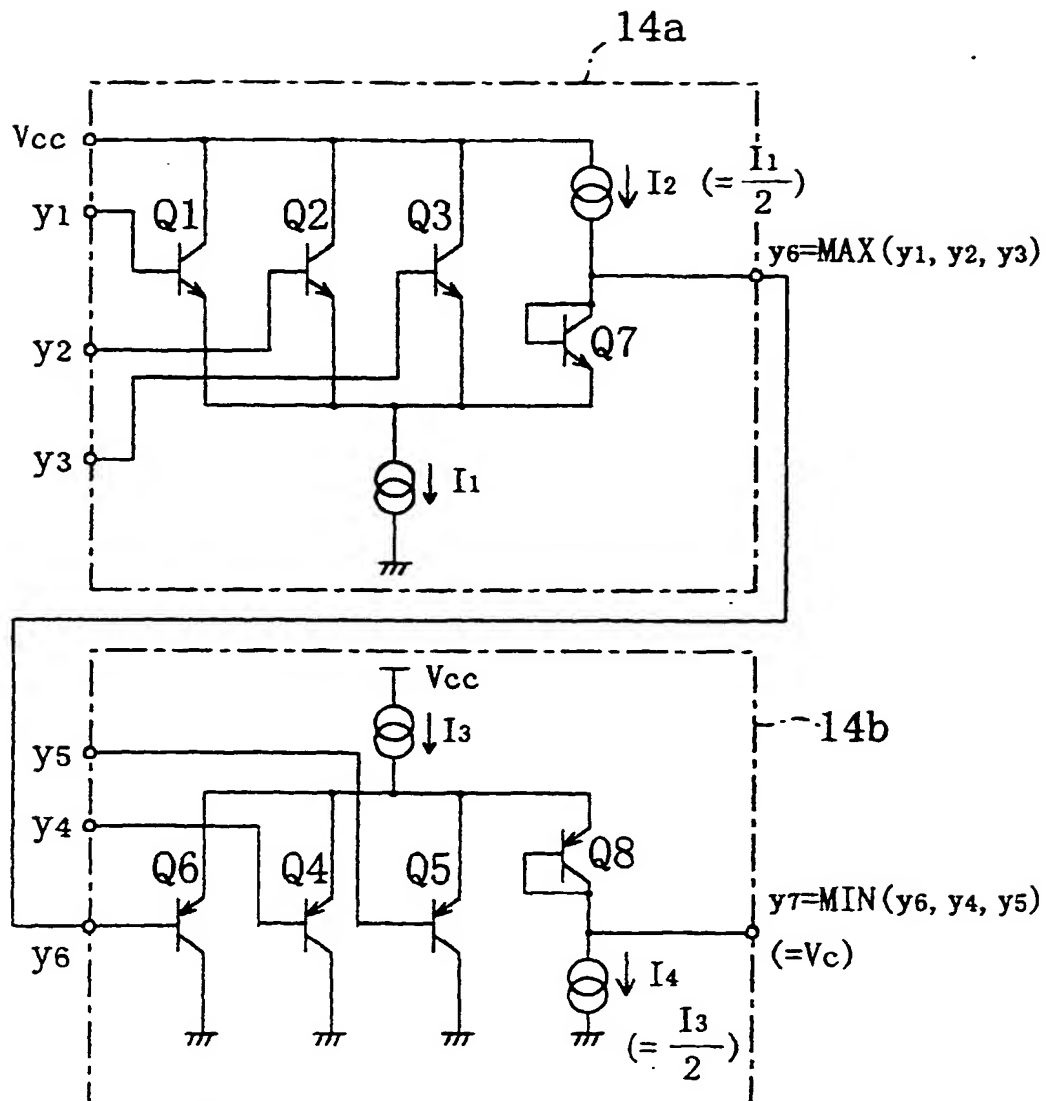 14a
Vcc
y1
Q1
Q2
Q3
I2 (= I1/2)
y6=MAX(y1, y2, y3)
y2
Q7
y3
I1
Vcc
I3
14b
y5
y4
Q6
Q4
Q5
Q8
y7=MIN(y6, y4, y5)
y6
(=Vc)
I4
(= I3/2)